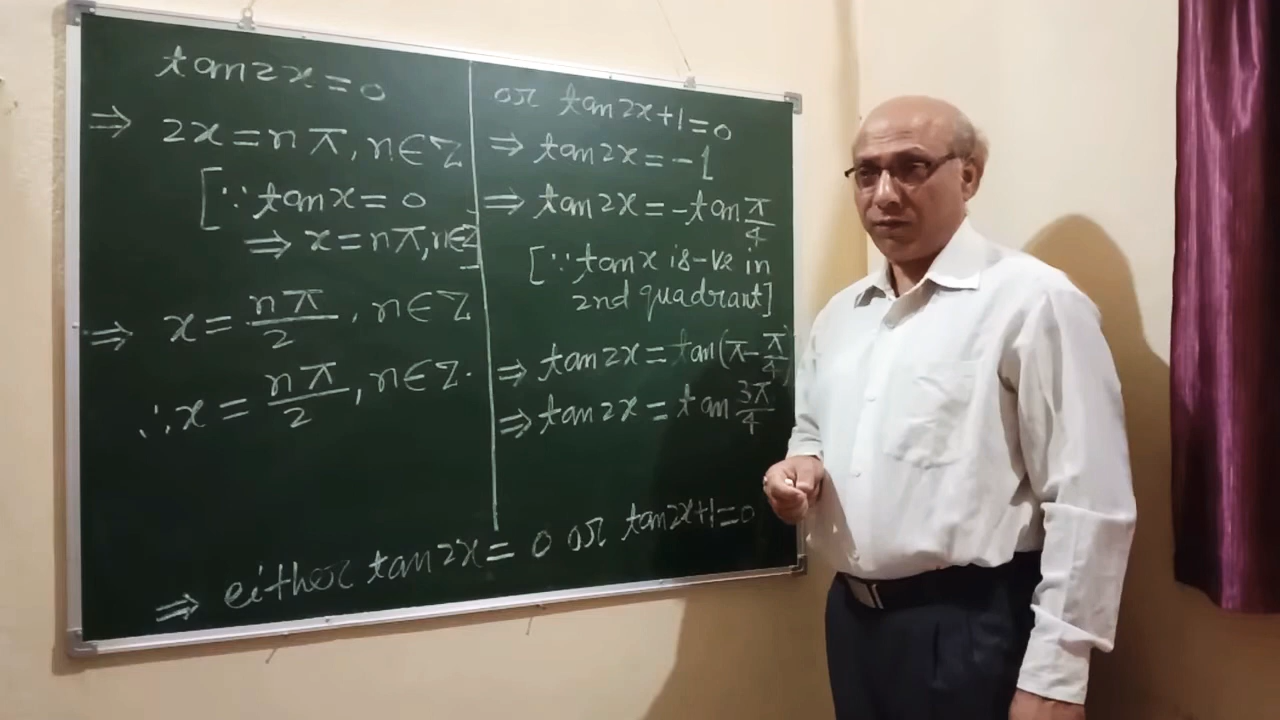 tan2x=0
⇒ 2x=nπ, n∈Z
[∵ tanx=0
⇒ x=nπ, n∈Z]
⇒ x=nπ/2, n∈Z
∴ x=nπ/2, n∈Z.
or tan2x+1=0
⇒ tan2x=-1
⇒ tan2x=-tan π/4
[∵ tanx is -ve in
2nd quadrant]
⇒ tan2x=tan(π-π/4)
⇒ tan2x=tan 3π/4
⇒ either tan2x=0 or tan2x+1=0